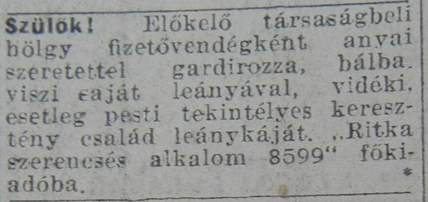 Szülők! Előkelő társaságbeli
hölgy fizetővendégként anyai
szeretettel gardirozza, bálba
viszi saját leányával, vidéki,
esetleg pesti tekintélyes keresz-
tény család leánykáját. „Ritka
szerencsés alkalom 8599“ főki-
adóba. *